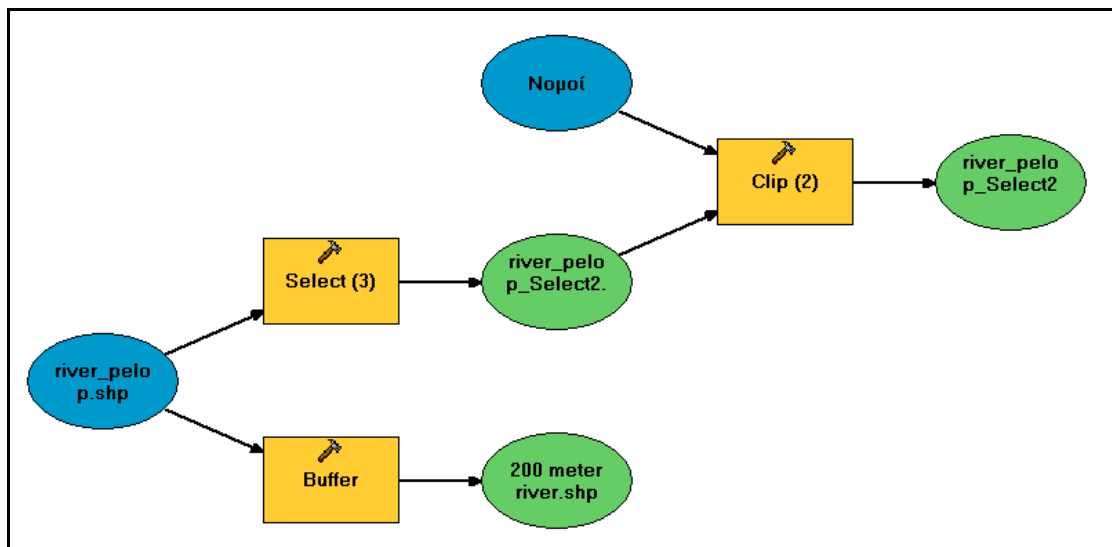 Νομοί
Clip (2)
river_pelo
p_Select2
Select (3)
river_pelo
p_Select2.
river_pelo
p.shp
Buffer
200 meter
river.shp